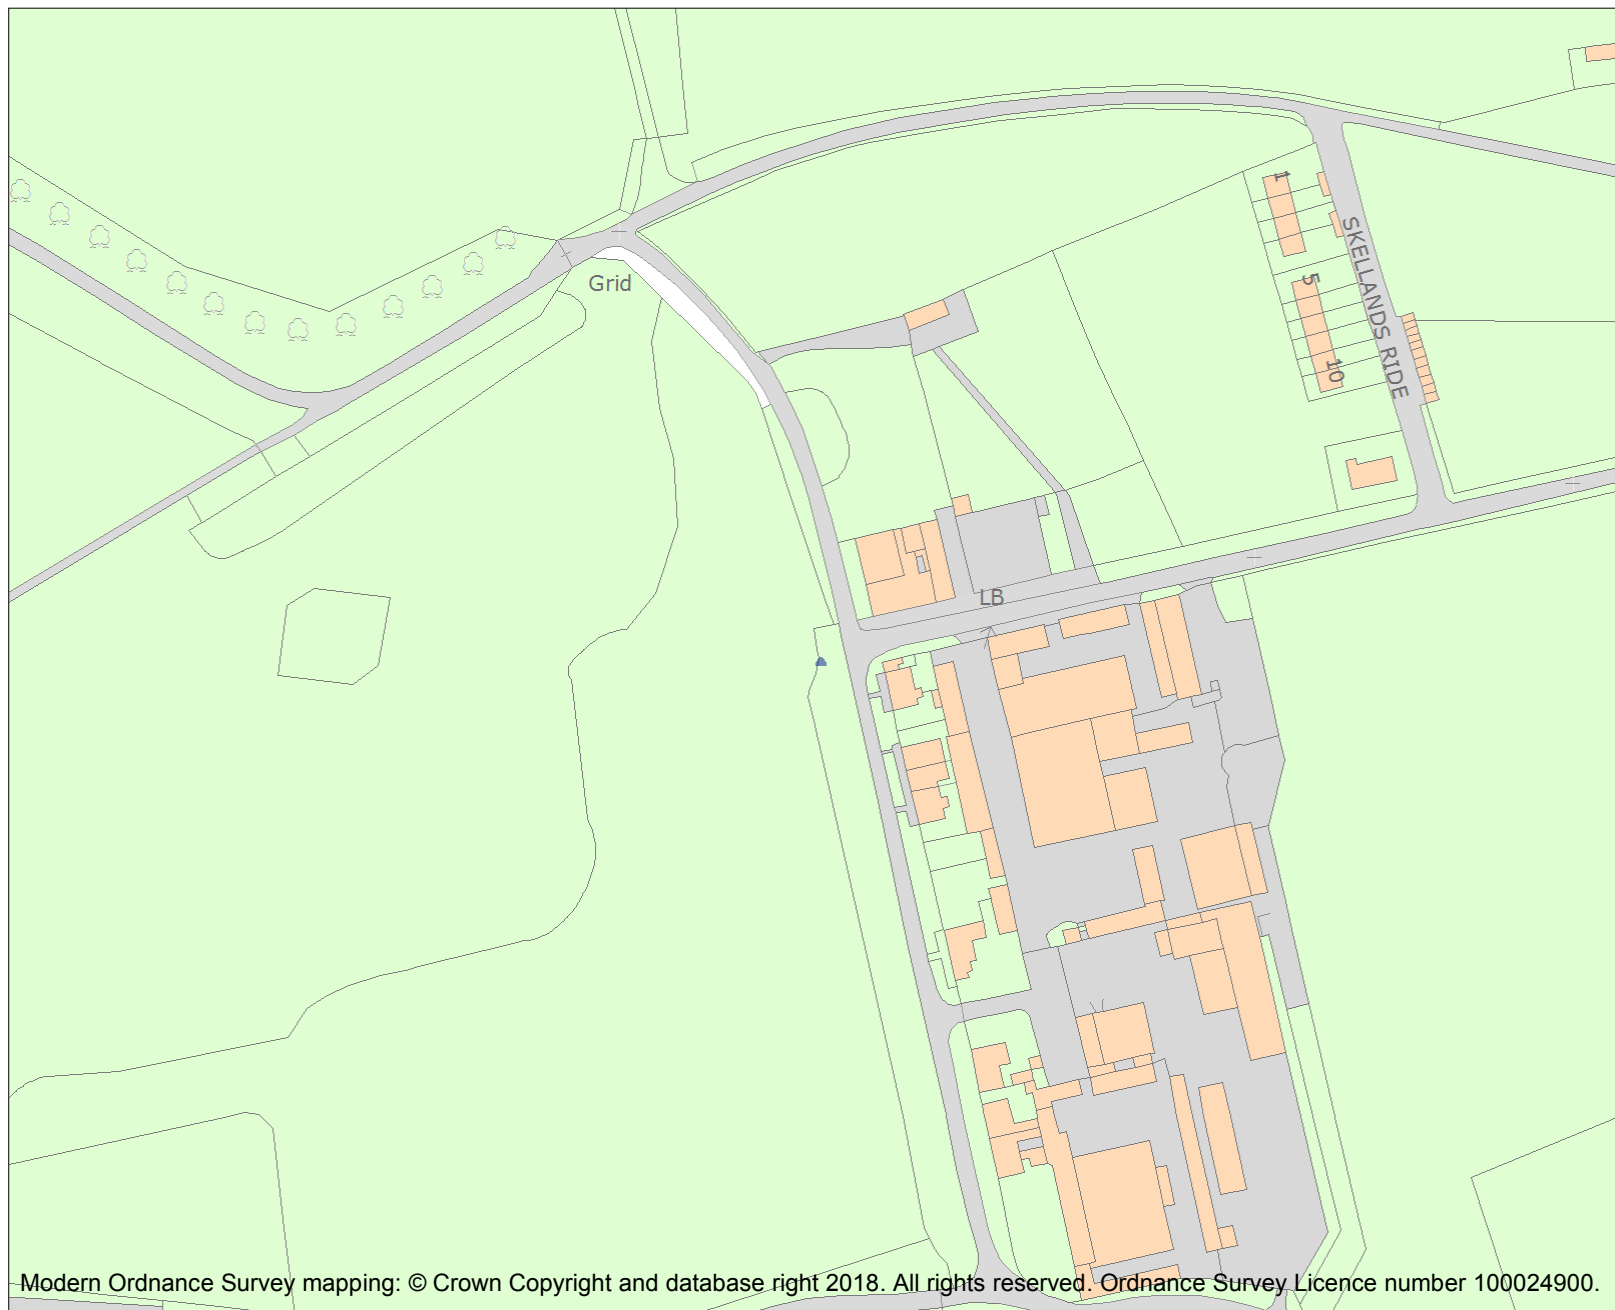 1
SKELLANDS RIDE
Grid
5
10
LB
Modern Ordnance Survey mapping: © Crown Copyright and database right 2018. All rights reserved. Ordnance Survey Licence number 100024900.